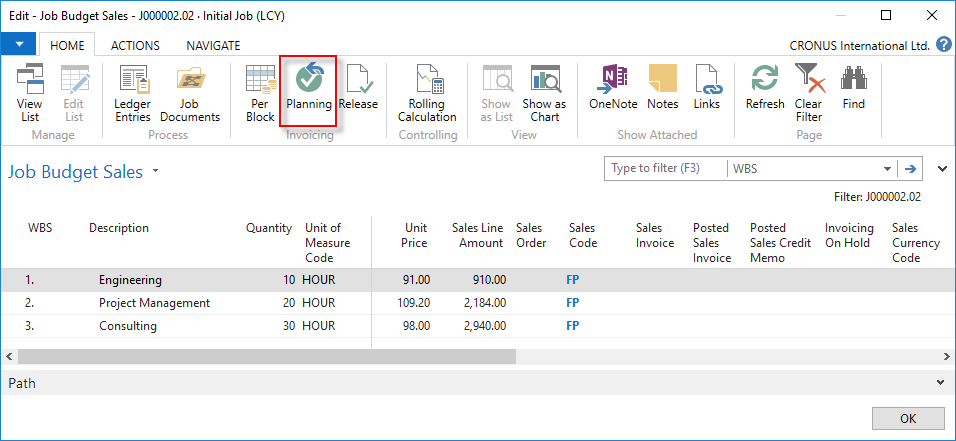 Edit - Job Budget Sales - J000002.02 · Initial Job (LCY)
HOME ACTIONS NAVIGATE CRONUS International Ltd. ?
View List
Edit List
Manage
Ledger Entries
Job Documents
Process
Per Block
Planning
Release
Invoicing
Rolling Calculation
Controlling
Show as List
Show as Chart
View
OneNote
Notes
Links
Show Attached
Refresh
Clear Filter
Find
Page
Job Budget Sales
Type to filter (F3) WBS
Filter: J000002.02
WBS Description Quantity Unit of Measure Code Unit Price Sales Line Amount Sales Order Sales Code Sales Invoice Posted Sales Invoice Posted Sales Credit Memo Invoicing On Hold Sales Currency Code
1. Engineering 10 HOUR 91.00 910.00 FP
2. Project Management 20 HOUR 109.20 2,184.00 FP
3. Consulting 30 HOUR 98.00 2,940.00 FP
Path
OK